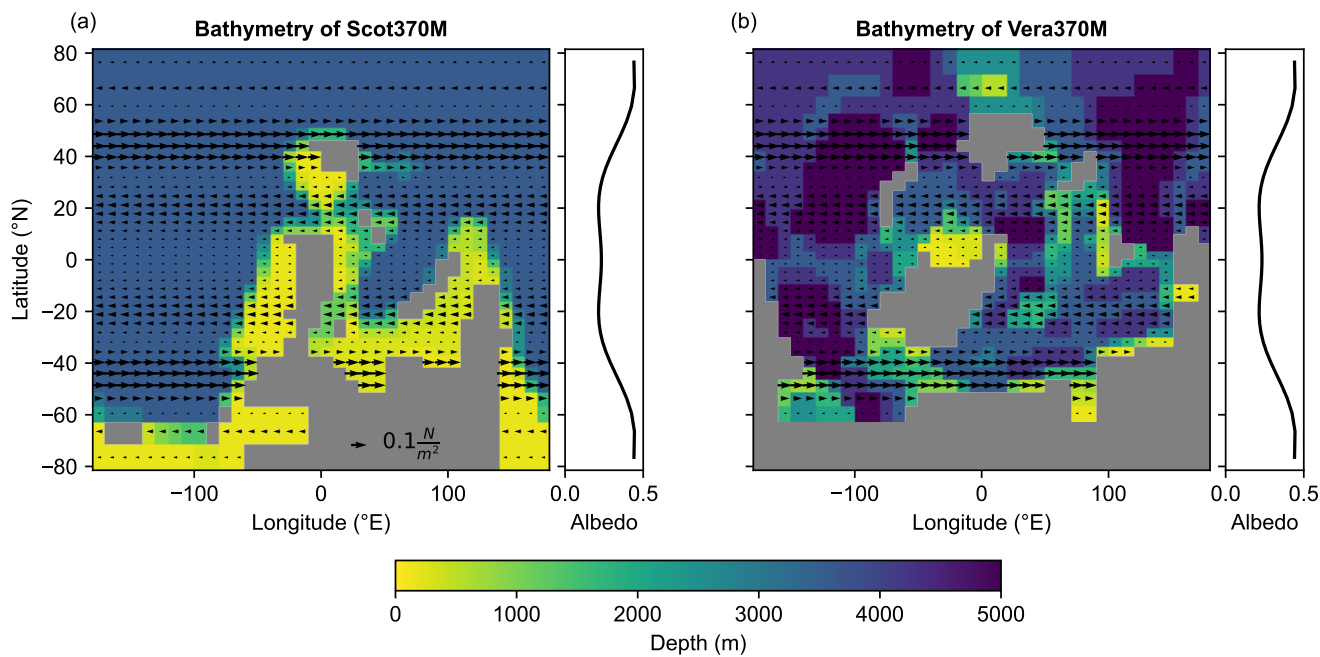 (a)
Bathymetry of Scot370M
(b)
Bathymetry of Vera370M
Latitude (°N)
80
60
40
20
0
−20
−40
−60
−80
0.1 N/m²
−100
0
100
0.0
0.5
−100
0
100
0.0
0.5
Longitude (°E)
Albedo
Longitude (°E)
Albedo
0
1000
2000
3000
4000
5000
Depth (m)